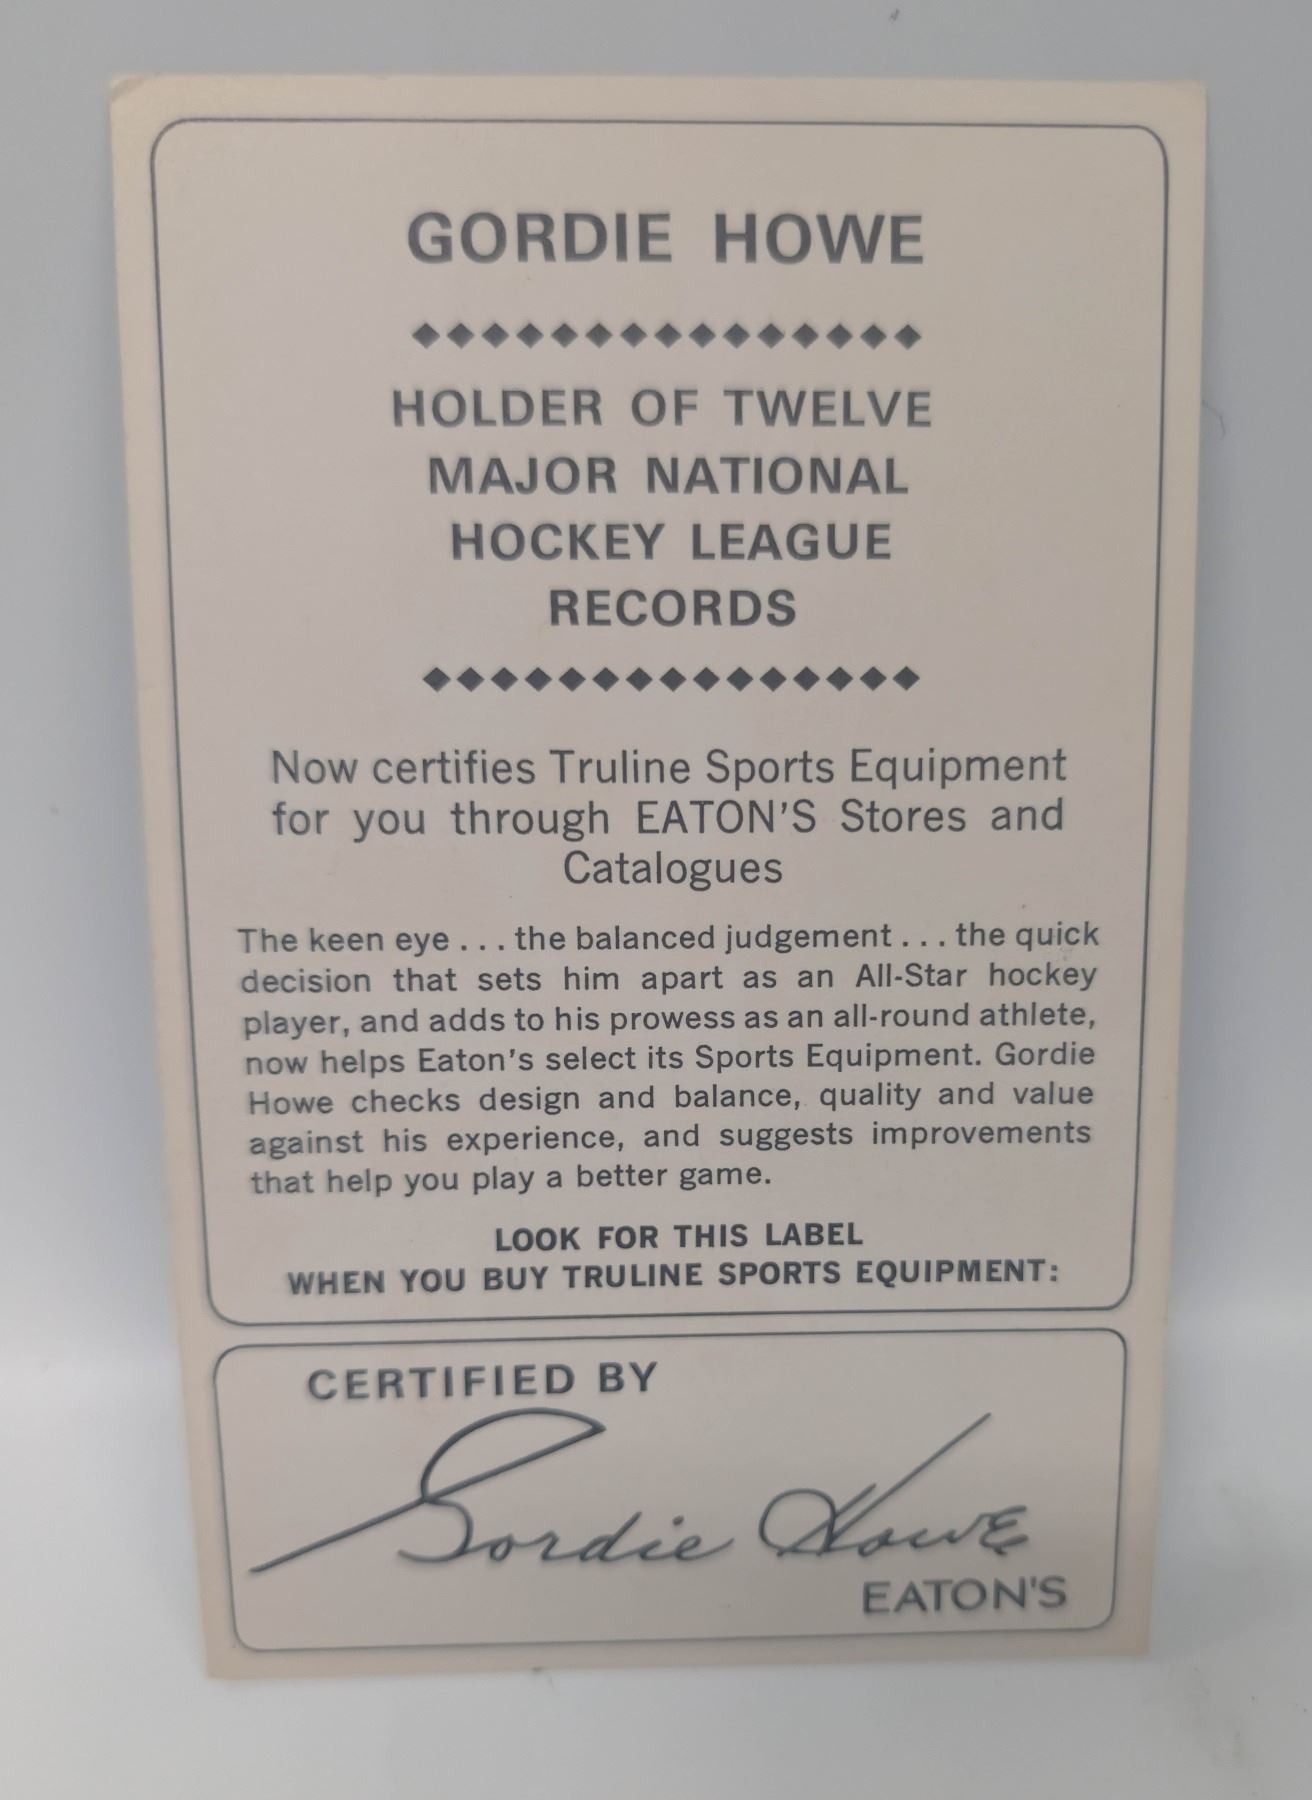 GORDIE HOWE
HOLDER OF TWELVE
MAJOR NATIONAL
HOCKEY LEAGUE
RECORDS
Now certifies Truline Sports Equipment
for you through EATON'S Stores and
Catalogues
The keen eye . . . the balanced judgement . . . the quick
decision that sets him apart as an All-Star hockey
player, and adds to his prowess as an all-round athlete,
now helps Eaton's select its Sports Equipment. Gordie
Howe checks design and balance, quality and value
against his experience, and suggests improvements
that help you play a better game.
LOOK FOR THIS LABEL
WHEN YOU BUY TRULINE SPORTS EQUIPMENT:
CERTIFIED BY
Gordie Howe
EATON'S